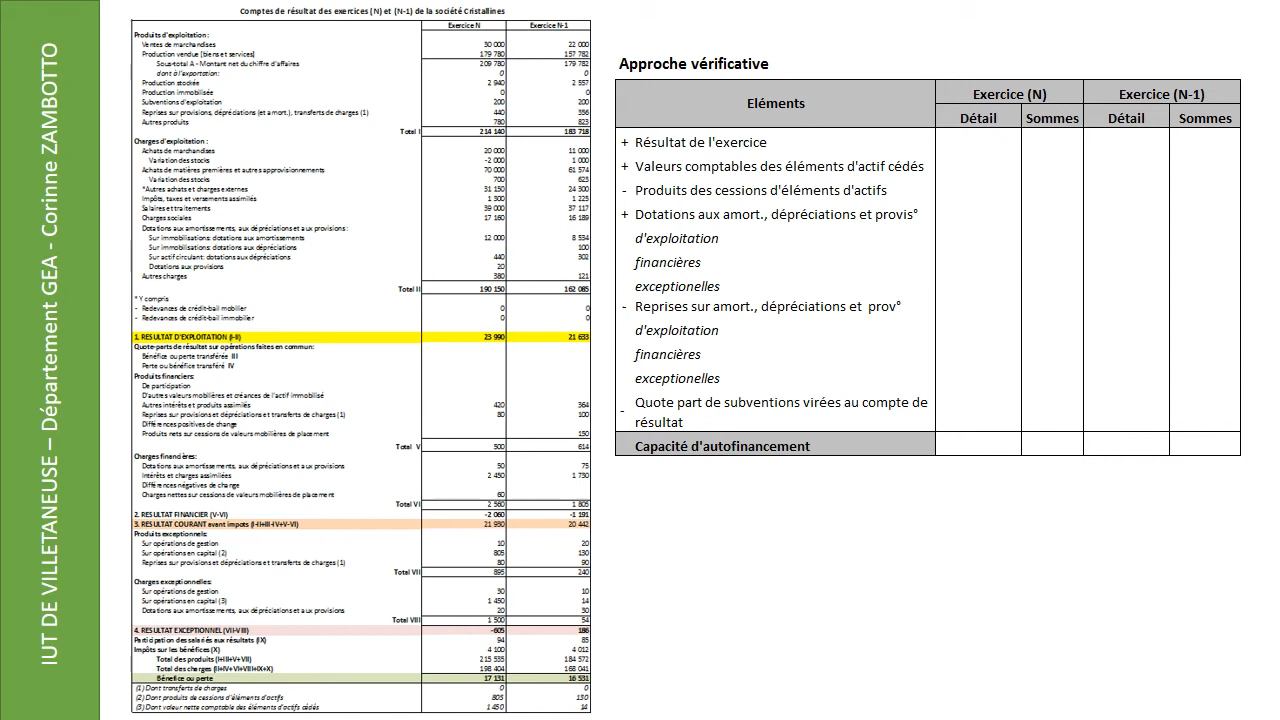 IUT DE VILLETANEUSE – Département GEA - Corinne ZAMBOTTO
Comptes de résultat des exercices (N) et (N-1) de la société Cristallines
Exercice N Exercice N-1
Produits d'exploitation :
Ventes de marchandises 30 000 22 000
Production vendue [biens et services] 179 780 157 782
Sous-total A - Montant net du chiffre d'affaires 209 780 179 782
dont à l'exportation: 0 0
Production stockée 2 940 2 557
Production immobilisée 0 0
Subventions d'exploitation 200 200
Reprises sur provisions, dépréciations (et amort.), transferts de charges (1) 440 356
Autres produits 780 823
Total I 214 140 183 718
Charges d'exploitation :
Achats de marchandises 20 000 11 000
Variation des stocks -2 000 1 000
Achats de matières premières et autres approvisionnements 70 000 61 574
Variation des stocks 700 623
*Autres achats et charges externes 31 150 24 300
Impôts, taxes et versements assimilés 1 300 1 225
Salaires et traitements 39 000 37 117
Charges sociales 17 160 16 189
Dotations aux amortissements, aux dépréciations et aux provisions :
Sur immobilisations: dotations aux amortissements 12 000 8 534
Sur immobilisations: dotations aux dépréciations 100
Sur actif circulant: dotations aux dépréciations 440 302
Dotations aux provisions 20
Autres charges 380 121
Total II 190 150 162 085
* Y compris
- Redevances de crédit-bail mobilier 0 0
- Redevances de crédit-bail immobilier 0 0
1. RESULTAT D'EXPLOITATION (I-II) 23 990 21 633
Quote-parts de résultat sur opérations faites en commun:
Bénéfice ou perte transférée III
Perte ou bénéfice transféré IV
Produits financiers:
De participation
D'autres valeurs mobilières et créances de l'actif immobilisé
Autres intérêts et produits assimilés 420 364
Reprises sur provisions et dépréciations et transferts de charges (1) 80 100
Différences positives de change
Produits nets sur cessions de valeurs mobilières de placement 150
Total V 500 614
Charges financières:
Dotations aux amortissements, aux dépréciations et aux provisions 50 75
Intérêts et charges assimilées 2 450 1 730
Différences négatives de change
Charges nettes sur cessions de valeurs mobilières de placement 60
Total VI 2 560 1 805
2. RESULTAT FINANCIER (V-VI) -2 060 -1 191
3. RESULTAT COURANT avant impots (I-II+III-IV+V-VI) 21 930 20 442
Produits exceptionnels:
Sur opérations de gestion 10 20
Sur opérations en capital (2) 805 130
Reprises sur provisions et dépréciations et transferts de charges (1) 80 90
Total VII 895 240
Charges exceptionnelles:
Sur opérations de gestion 30 10
Sur opérations en capital (3) 1 450 14
Dotations aux amortissements, aux dépréciations et aux provisions 20 30
Total VIII 1 500 54
4. RESULTAT EXCEPTIONNEL (VII-VIII) -605 186
Participation des salariés aux résultats (IX) 94 85
Impôts sur les bénéfices (X) 4 100 4 012
Total des produits (I+III+V+VII) 215 535 184 572
Total des charges (II+IV+VI+VIII+IX+X) 198 404 168 041
Bénefice ou perte 17 131 16 531
(1) Dont transferts de charges 0 0
(2) Dont produits de cessions d'éléments d'actifs 805 130
(3) Dont valeur nette comptable des éléments d'actifs cédés 1 450 14
Approche vérificative
Eléments Exercice (N) Exercice (N-1)
Détail Sommes Détail Sommes
+ Résultat de l'exercice
+ Valeurs comptables des éléments d'actif cédés
- Produits des cessions d'éléments d'actifs
+ Dotations aux amort., dépréciations et provis°
d'exploitation
financières
exceptionelles
- Reprises sur amort., dépréciations et prov°
d'exploitation
financières
exceptionelles
- Quote part de subventions virées au compte de
résultat
Capacité d'autofinancement